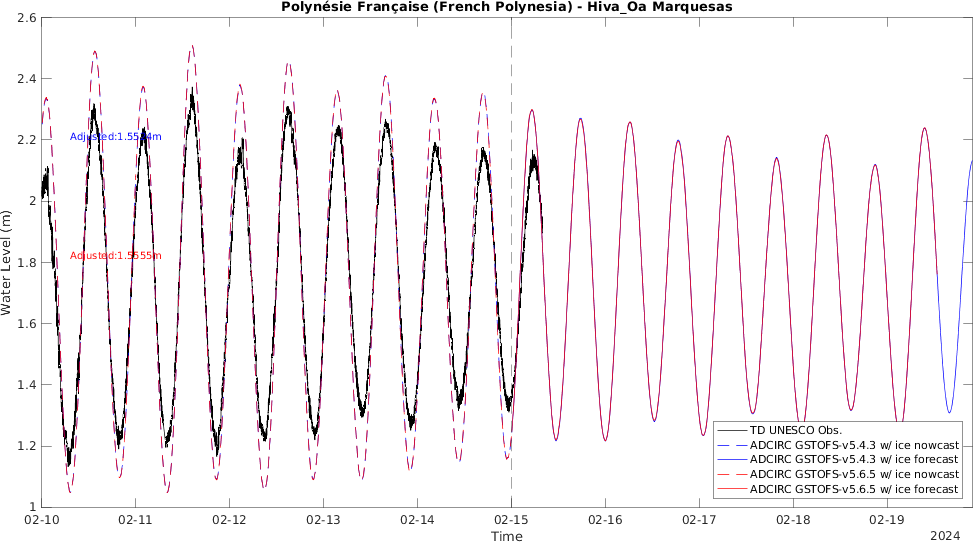 Polynésie Française (French Polynesia) - Hiva_Oa Marquesas
2.6
2.4
2.2
2
1.8
1.6
1.4
1.2
1
Water Level (m)
Adjusted:1.5555m
TD UNESCO Obs.
ADCIRC GSTOFS-v5.4.3 w/ ice nowcast
ADCIRC GSTOFS-v5.4.3 w/ ice forecast
ADCIRC GSTOFS-v5.6.5 w/ ice nowcast
ADCIRC GSTOFS-v5.6.5 w/ ice forecast
02-10 02-11 02-12 02-13 02-14 02-15 02-16 02-17 02-18 02-19
Time
2024